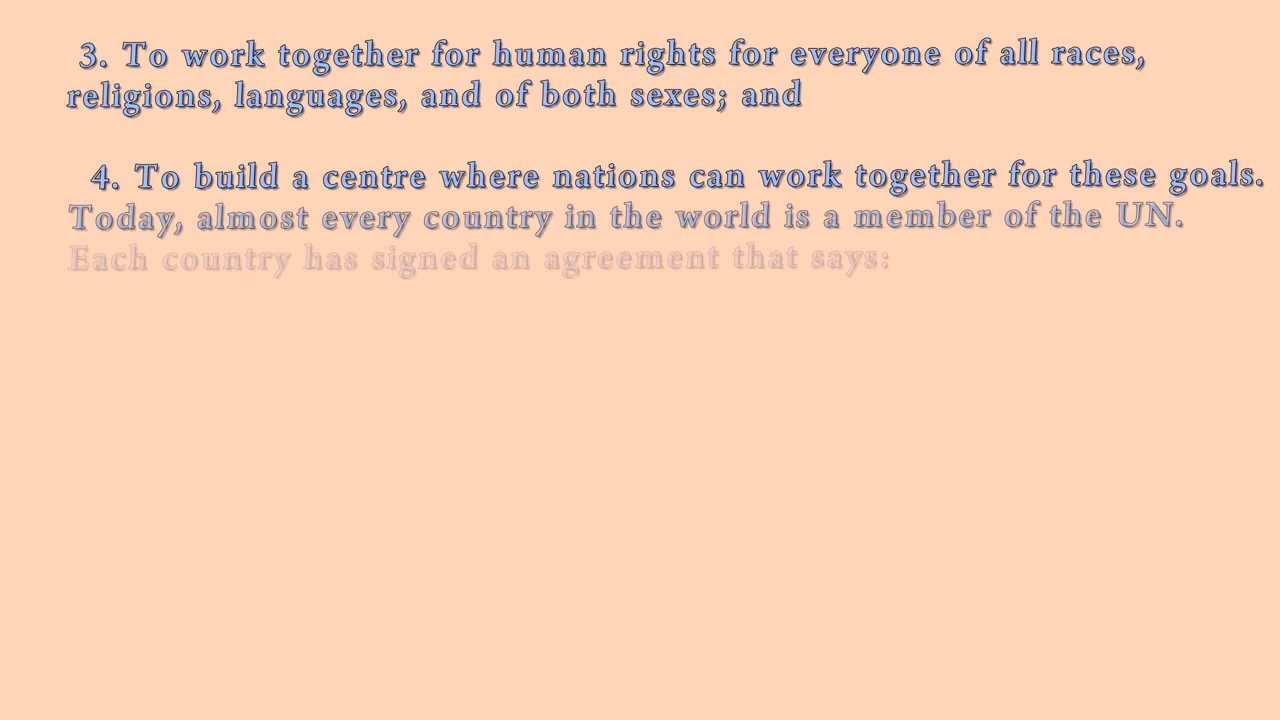 3. To work together for human rights for everyone of all races,
religions, languages, and of both sexes; and
4. To build a centre where nations can work together for these goals.
Today, almost every country in the world is a member of the UN.
Each country has signed an agreement that says: